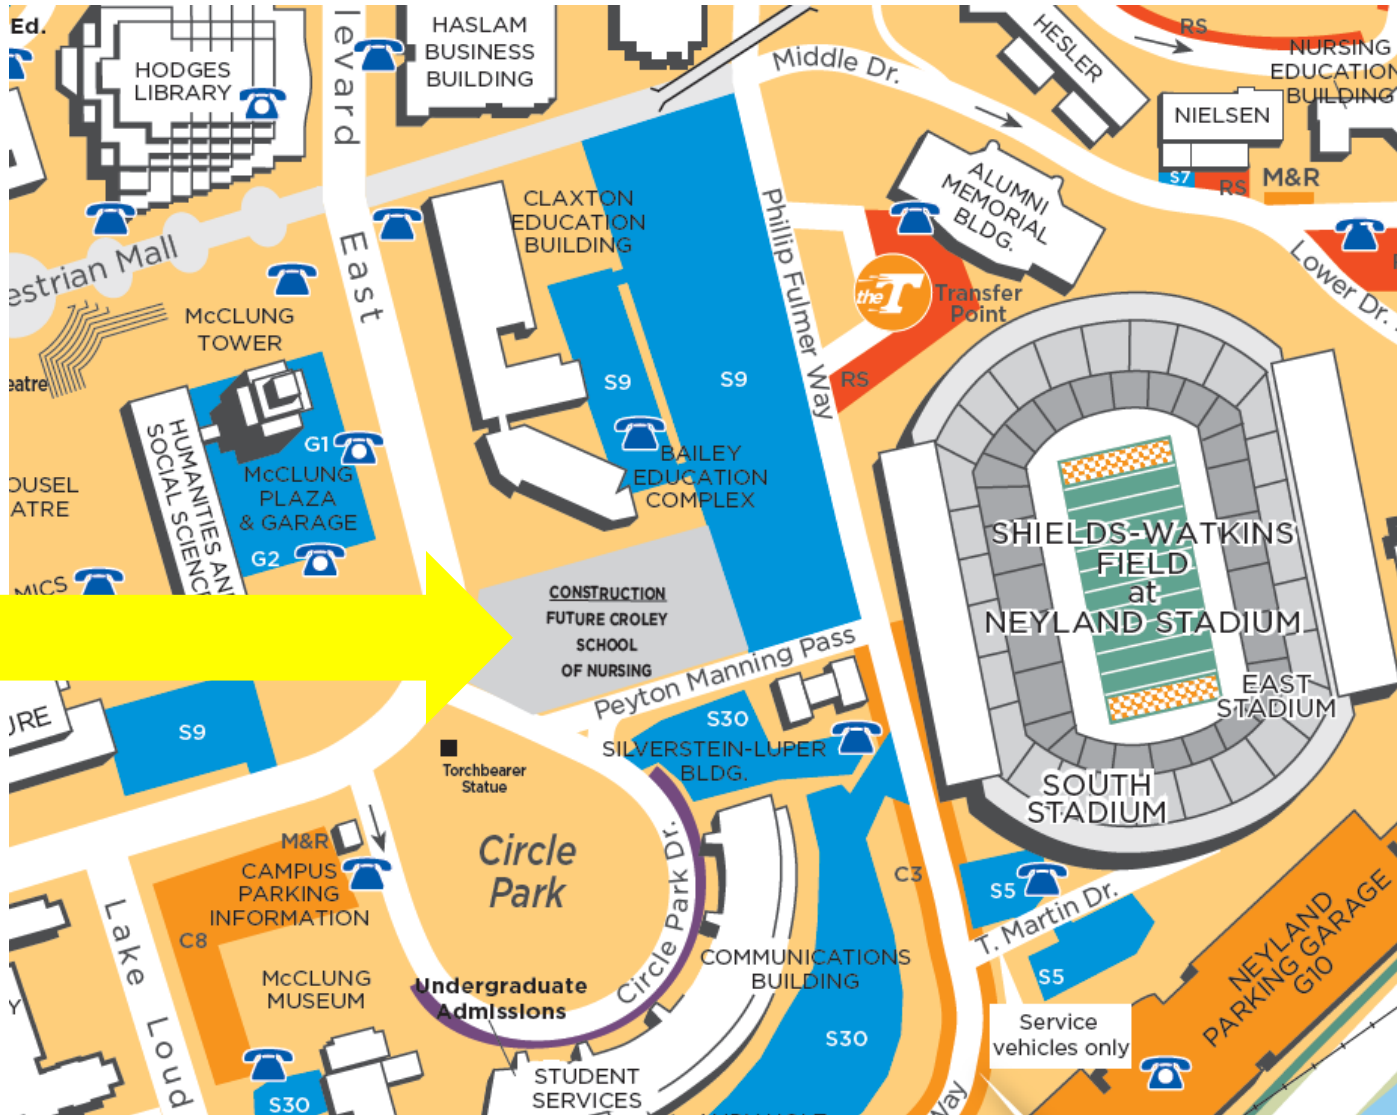 Ed.
HODGES
LIBRARY
levard
East
HASLAM
BUSINESS
BUILDING
Middle Dr.
HESLER
RS
NURSING
EDUCATION
BUILDING
NIELSEN
S7
RS
M&R
Lower Dr.
CLAXTON
EDUCATION
BUILDING
Phillip Fulmer Way
ALUMNI
MEMORIAL
BLDG.
the T
Transfer
Point
RS
estrian Mall
McCLUNG
TOWER
eatre
S9
S9
HUMANITIES AND
SOCIAL SCIENCE
G1
McCLUNG
PLAZA
& GARAGE
G2
OUSEL
ATRE
MICS
BAILEY
EDUCATION
COMPLEX
SHIELDS-WATKINS
FIELD
at
NEYLAND STADIUM
EAST
STADIUM
SOUTH
STADIUM
CONSTRUCTION
FUTURE CROLEY
SCHOOL
OF NURSING
Peyton Manning Pass
URE
S9
S30
SILVERSTEIN-LUPER
BLDG.
Torchbearer
Statue
Circle
Park
Circle Park Dr.
M&R
CAMPUS
PARKING
INFORMATION
C8
C3
S5
T. Martin Dr.
S5
NEYLAND
PARKING GARAGE
G10
Lake Loud
McCLUNG
MUSEUM
Undergraduate
Admissions
COMMUNICATIONS
BUILDING
S30
Service
vehicles only
Way
S30
STUDENT
SERVICES